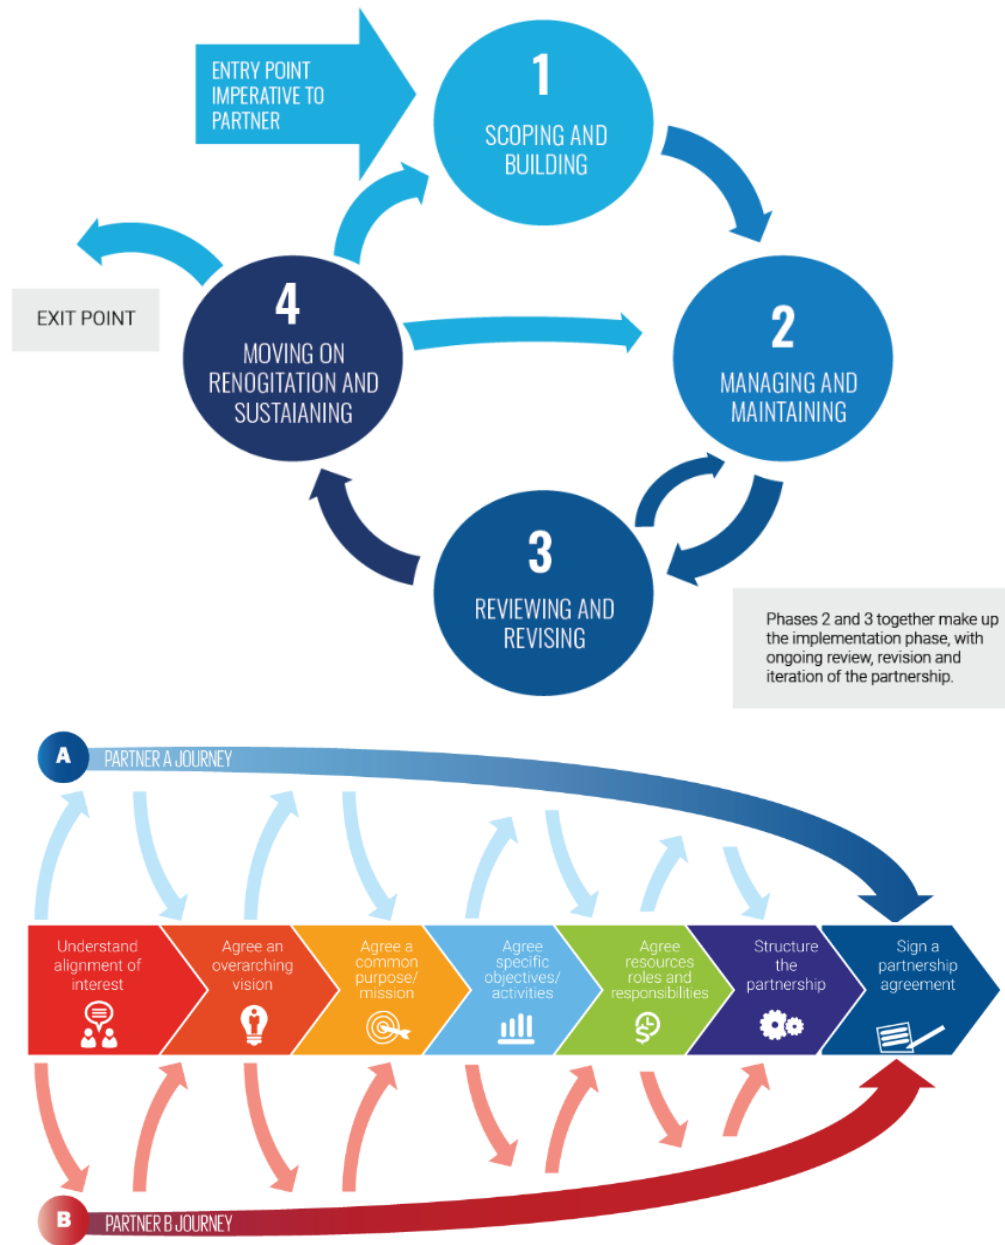 ENTRY POINT
IMPERATIVE TO
PARTNER
1
SCOPING AND
BUILDING
EXIT POINT
4
MOVING ON
RENOGITATION AND
SUSTAIANING
2
MANAGING AND
MAINTAINING
3
REVIEWING AND
REVISING
Phases 2 and 3 together make up
the implementation phase, with
ongoing review, revision and
iteration of the partnership.
A
PARTNER A JOURNEY
Understand
alignment of
interest
Agree an
overarching
vision
Agree a
common
purpose/
mission
Agree
specific
objectives/
activities
Agree
resources
roles and
responsibilities
Structure
the
partnership
Sign a
partnership
agreement
B
PARTNER B JOURNEY